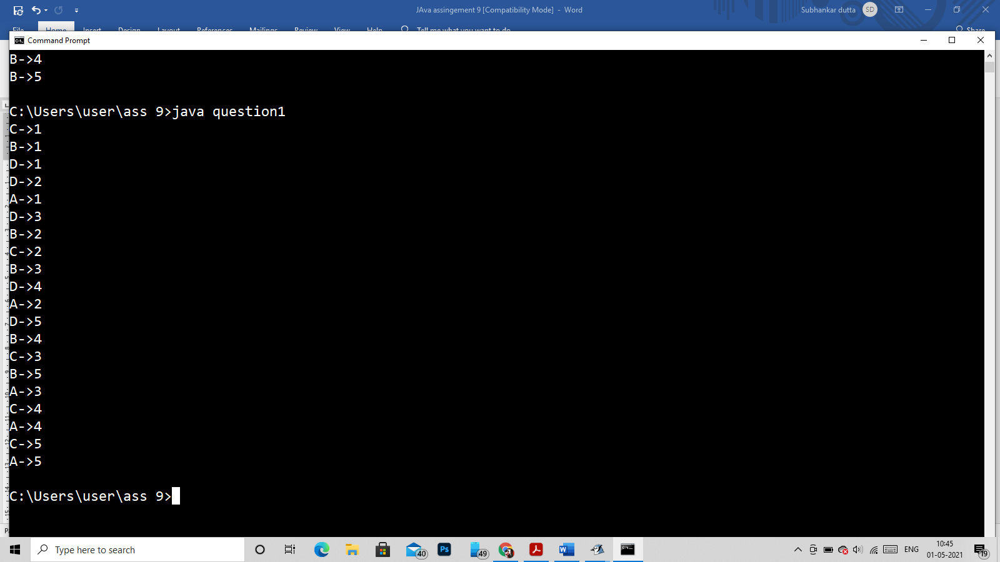 JAva assingement 9 [Compatibility Mode] - Word
Subhankar dutta
SD
File Home Insert Design Layout References Mailings Review View Help Tell me what you want to do Share
Command Prompt
B->4
B->5
C:\Users\user\ass 9>java question1
C->1
B->1
D->1
D->2
A->1
D->3
B->2
C->2
B->3
D->4
A->2
D->5
B->4
C->3
B->5
A->3
C->4
A->4
C->5
A->5
C:\Users\user\ass 9>
Type here to search
40
Ps
49
W
ENG
10:45
01-05-2021
19